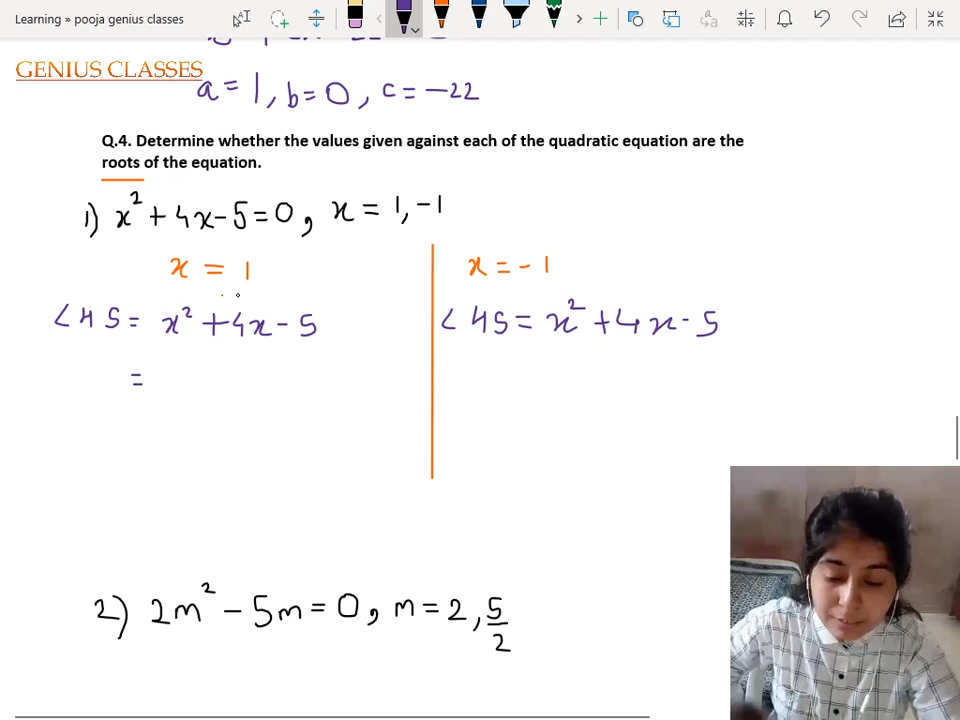 Learning » pooja genius classes
GENIUS CLASSES
a = 1, b = 0, c = -22
Q.4. Determine whether the values given against each of the quadratic equation are the
roots of the equation.
1) x² + 4x - 5 = 0, x = 1, -1
x = 1
x = - 1
LHS = x² + 4x - 5
LHS = x² + 4x - 5
=
2) 2m² - 5m = 0, m = 2, 5/2